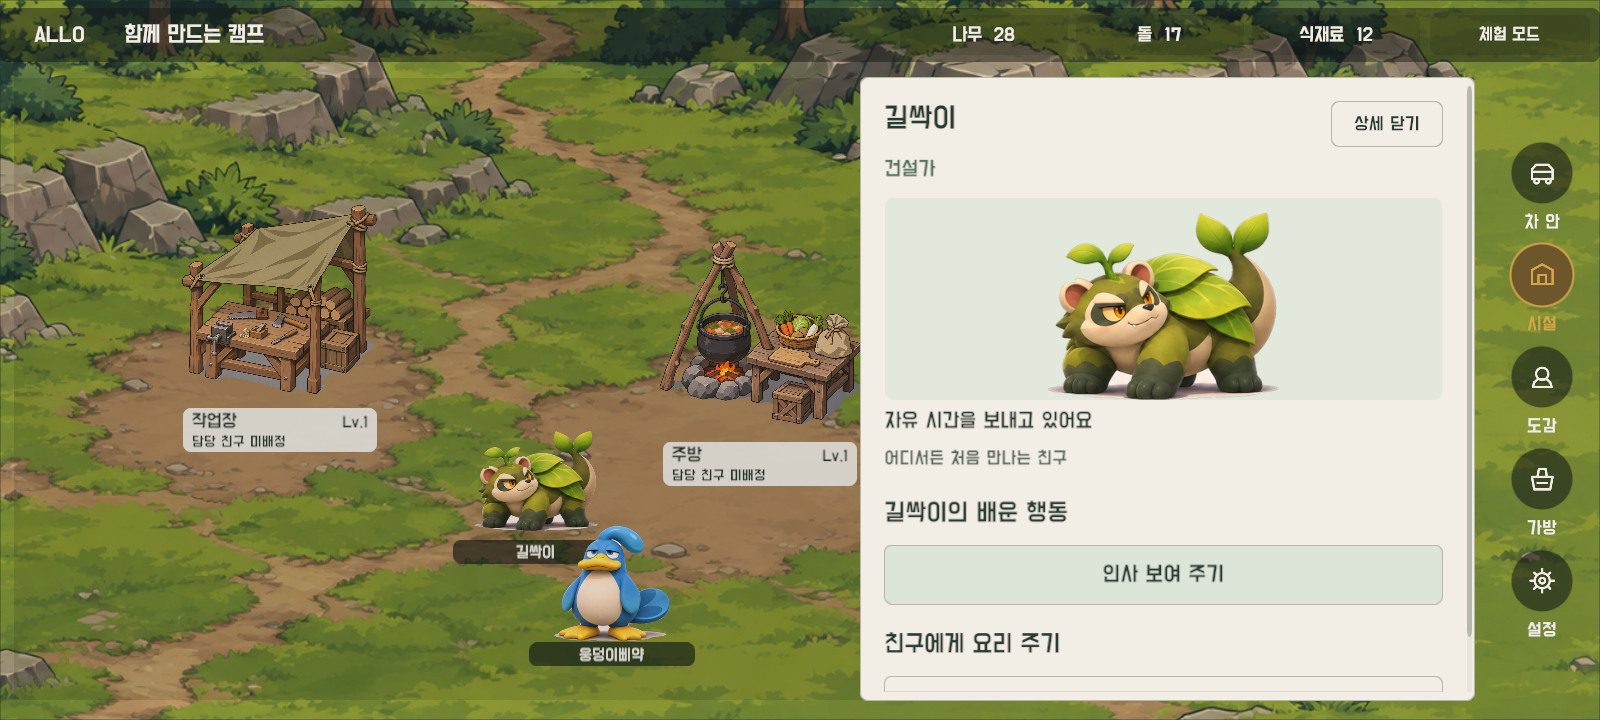 ALLO 함께 만드는 캠프 나무 28 돌 17 식재료 12 체험 모드
길싹이
상세 닫기
건설가
자유 시간을 보내고 있어요
어디서든 처음 만나는 친구
길싹이의 배운 행동
인사 보여 주기
친구에게 요리 주기
작업장 Lv.1
담당 친구 미배정
주방 Lv.1
담당 친구 미배정
길싹이
웅덩이삐약
차 안
시설
도감
가방
설정